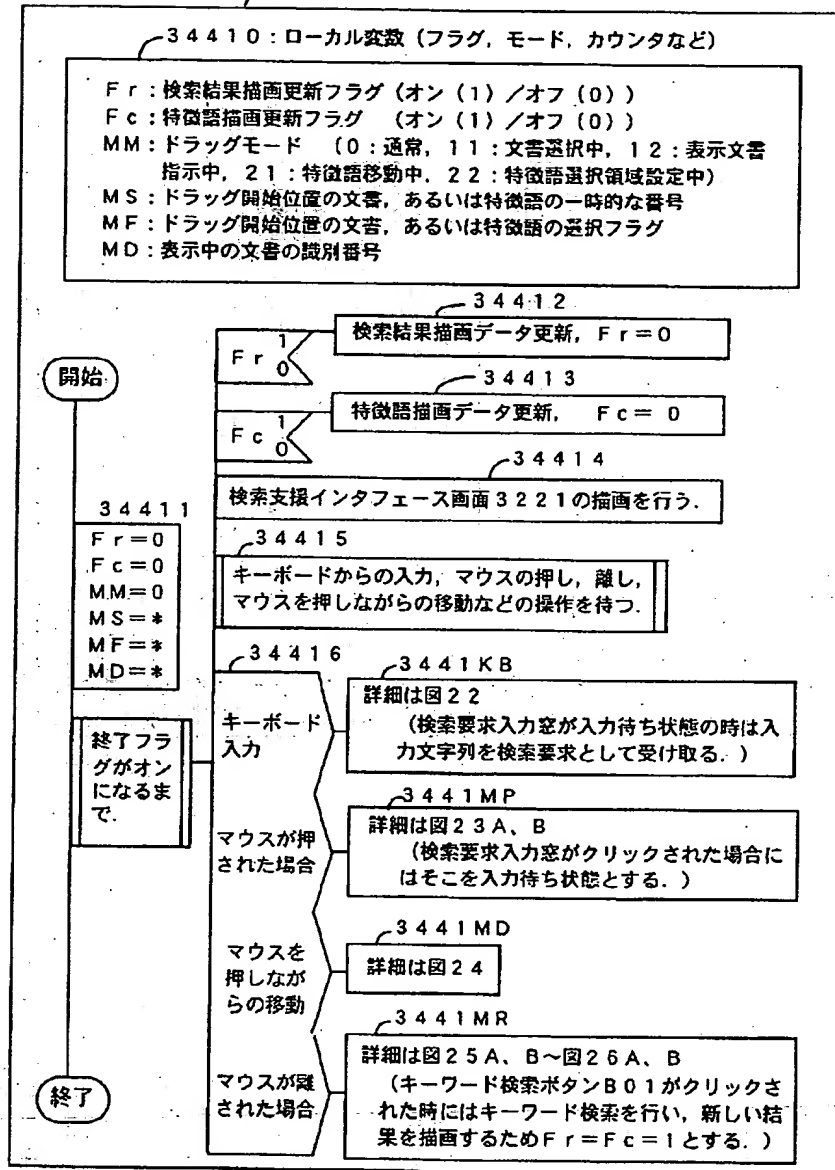 34410:ローカル変数(フラグ,モード,カウンタなど)
Fr:検索結果描画更新フラグ(オン(1)/オフ(0))
Fc:特徴語描画更新フラグ (オン(1)/オフ(0))
MM:ドラッグモード (0:通常,11:文書選択中,12:表示文書
指示中,21:特徴語移動中,22:特徴語選択領域設定中)
MS:ドラッグ開始位置の文書,あるいは特徴語の一時的な番号
MF:ドラッグ開始位置の文書,あるいは特徴語の選択フラグ
MD:表示中の文書の識別番号
開始
34411
Fr=0
Fc=0
MM=0
MS=*
MF=*
MD=*
終了フラ
グがオン
になるま
で.
終了
34412
Fr 1 0
検索結果描画データ更新,Fr=0
34413
Fc 1 0
特徴語描画データ更新, Fc=0
34414
検索支援インタフェース画面3221の描画を行う.
34415
キーボードからの入力,マウスの押し,離し,
マウスを押しながらの移動などの操作を待つ.
34416
キーボード
入力
3441KB
詳細は図22
(検索要求入力窓が入力待ち状態の時は入
力文字列を検索要求として受け取る.)
マウスが押
された場合
3441MP
詳細は図23A、B
(検索要求入力窓がクリックされた場合に
はそこを入力待ち状態とする.)
マウスを
押しなが
らの移動
3441MD
詳細は図24
マウスが離
された場合
3441MR
詳細は図25A、B~図26A、B
(キーワード検索ボタンB01がクリックさ
れた時にはキーワード検索を行い,新しい結
果を描画するためFr=Fc=1とする.)